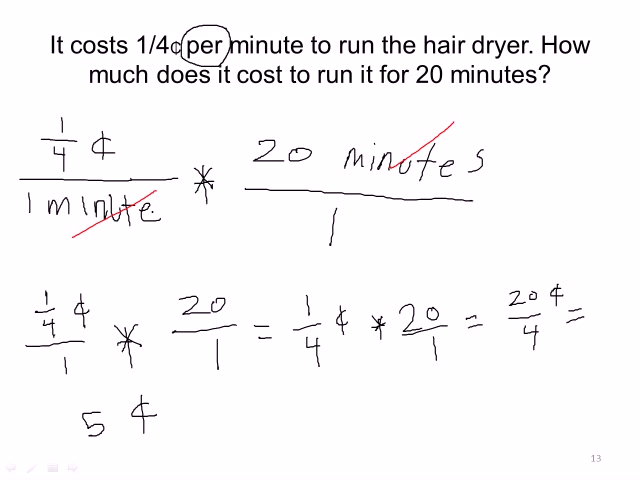 It costs 1/4¢ per minute to run the hair dryer. How
much does it cost to run it for 20 minutes?
1/4 ¢ / 1 minute * 20 minutes / 1
1/4 ¢ / 1 * 20/1 = 1/4 ¢ * 20/1 = 20 ¢/4 =
5 ¢
13